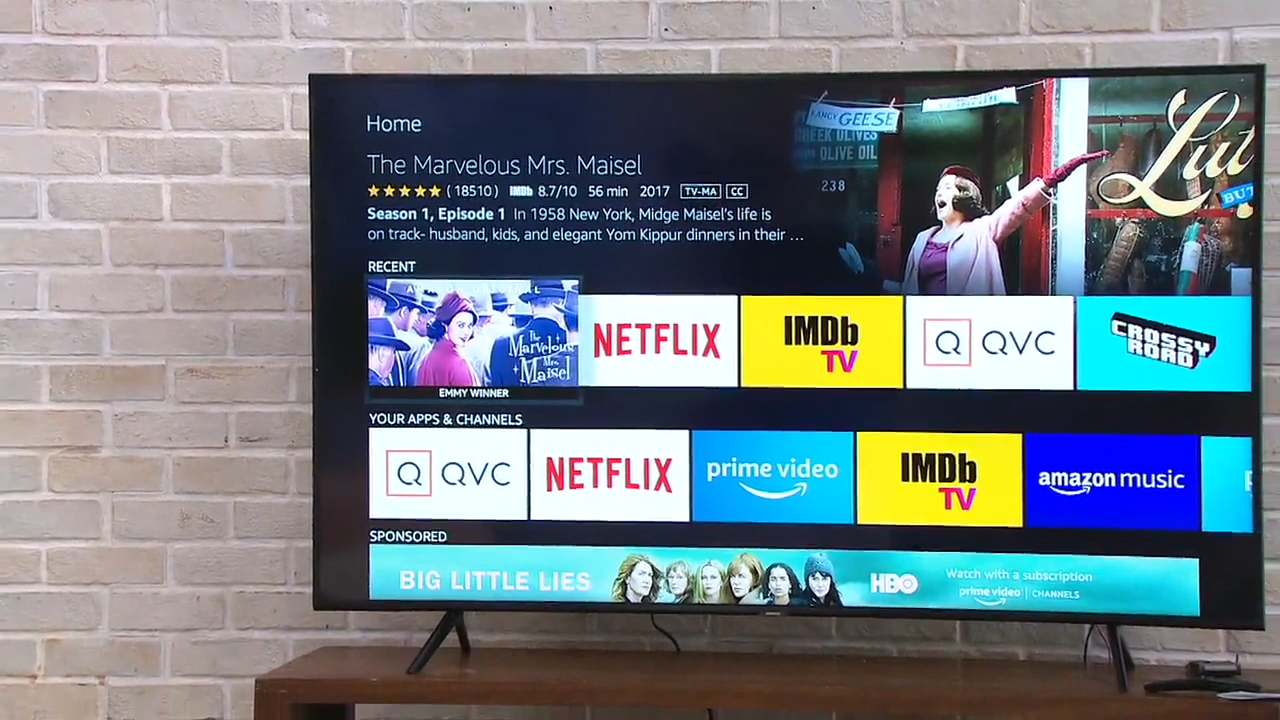 Home
The Marvelous Mrs. Maisel
(18510) IMDb 8.7/10 56 min 2017 TV-MA CC
Season 1, Episode 1 In 1958 New York, Midge Maisel's life is
on track- husband, kids, and elegant Yom Kippur dinners in their ...
FANCY GEESE
GREEK OLIVES
OLIVE OIL
238
Lut
BUT
RECENT
The
Marvelous
Mrs.
Maisel
EMMY WINNER
NETFLIX
IMDb
TV
Q QVC
CROSSY
ROAD
YOUR APPS & CHANNELS
Q QVC
NETFLIX
prime video
IMDb
TV
amazon music
SPONSORED
BIG LITTLE LIES
HBO
Watch with a subscription
prime video | CHANNELS